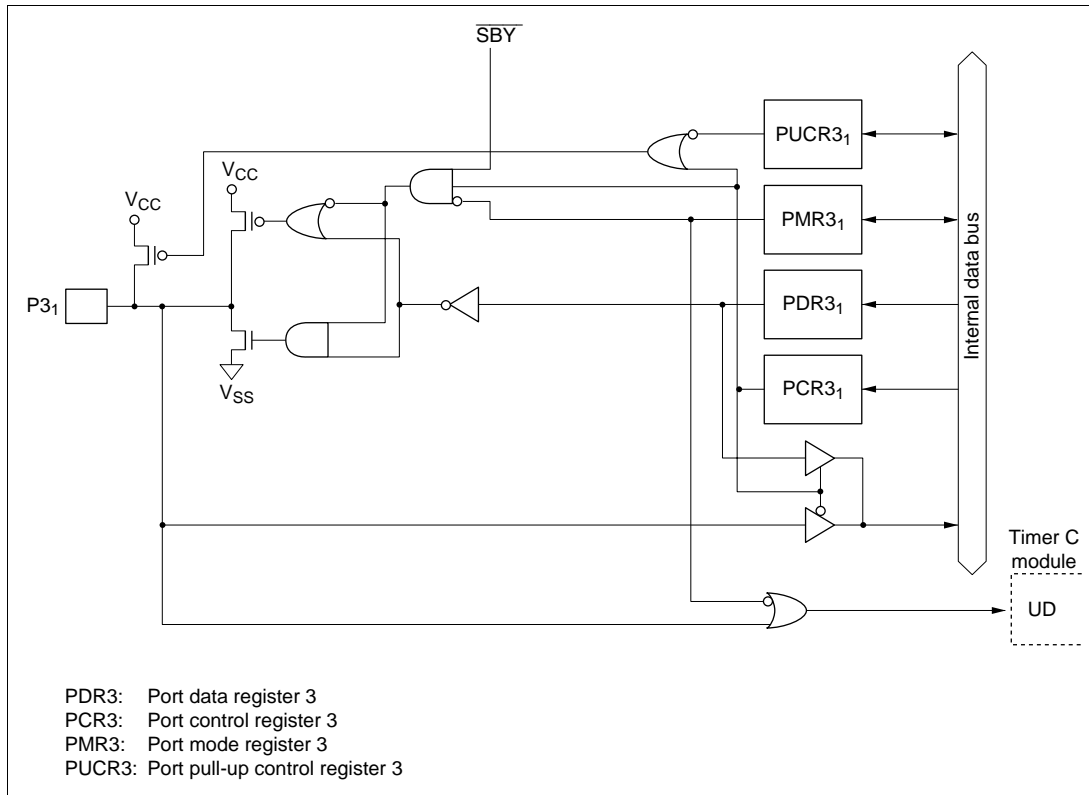 S̅B̅Y̅
PUCR3₁
V_CC
V_CC
PMR3₁
Internal data bus
P3₁
PDR3₁
V_SS
PCR3₁
Timer C
module
UD
PDR3: Port data register 3
PCR3: Port control register 3
PMR3: Port mode register 3
PUCR3: Port pull-up control register 3